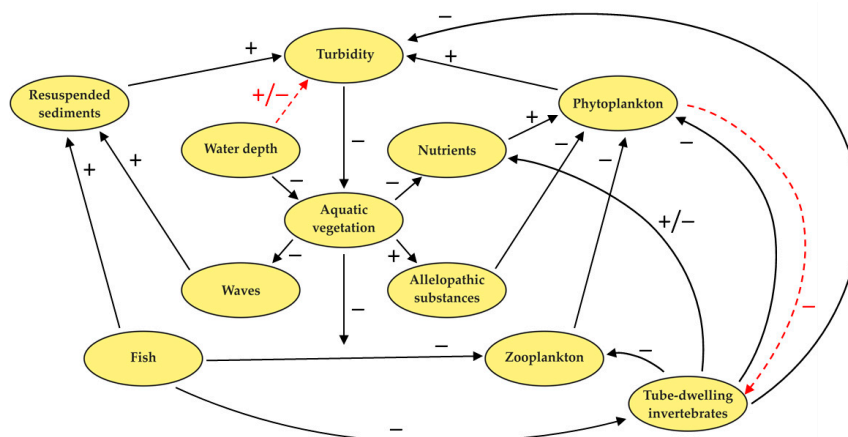 −
Turbidity
+
+
+/−
Resuspended
sediments
Phytoplankton
+
−
Water depth
Nutrients
−
−
+
+
−
−
−
Aquatic
vegetation
+/−
−
+
Waves
Allelopathic
substances
−
−
Fish
−
Zooplankton
−
Tube-dwelling
invertebrates
−